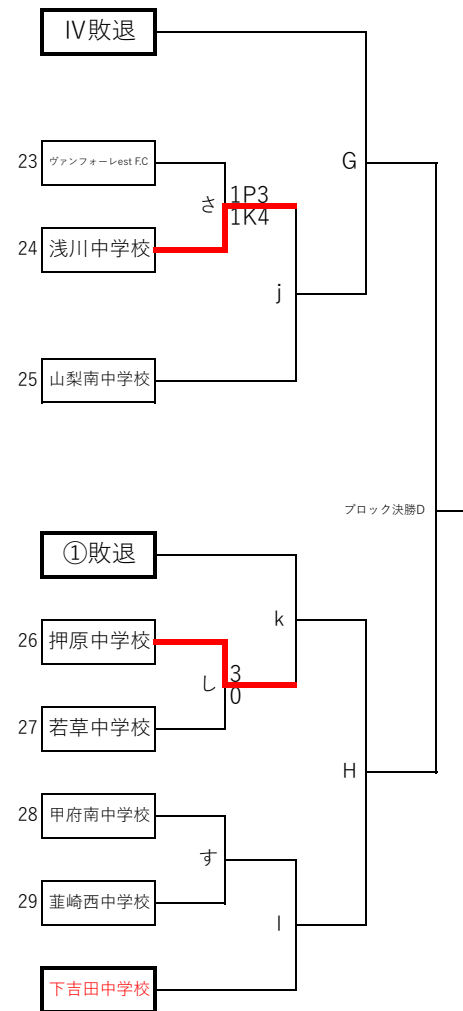 Ⅳ敗退
23 ヴァンフォーレest F.C
G
さ 1P3
1K4
24 浅川中学校
j
25 山梨南中学校
ブロック決勝D
①敗退
k
26 押原中学校
し 3
0
27 若草中学校
H
28 甲府南中学校
す
29 韮崎西中学校
l
下吉田中学校